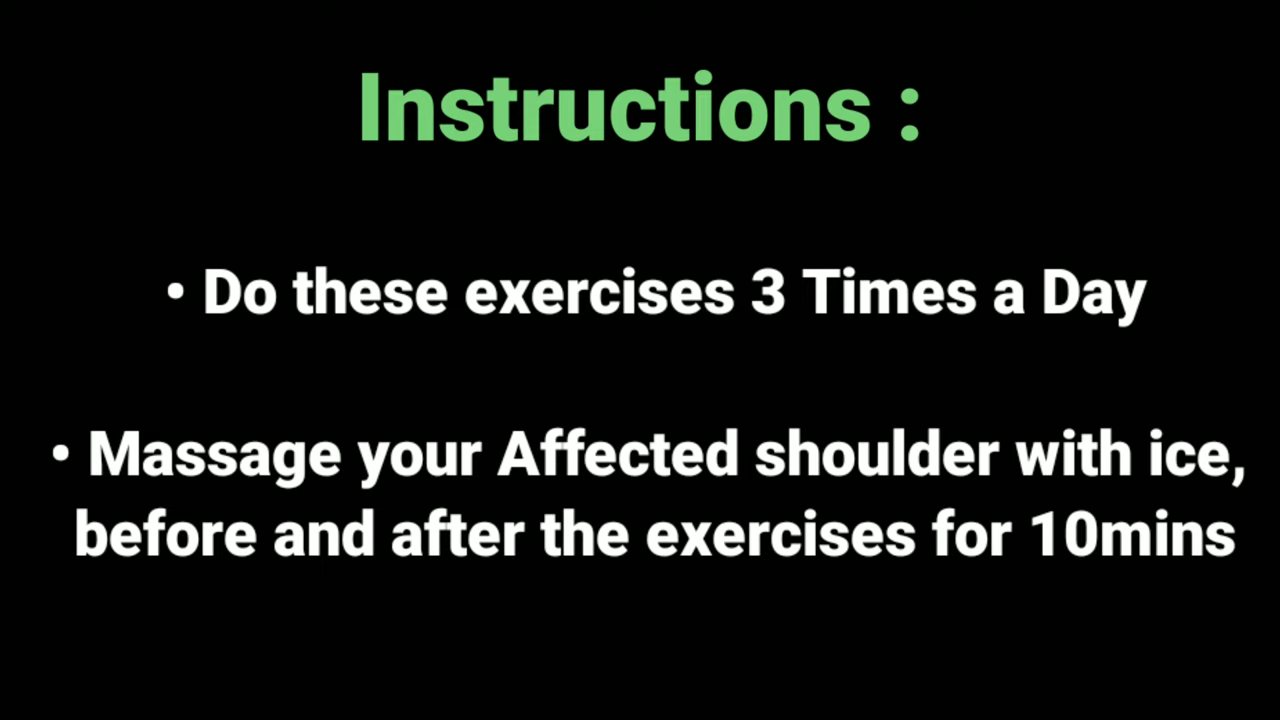 Instructions :
• Do these exercises 3 Times a Day
• Massage your Affected shoulder with ice,
before and after the exercises for 10mins